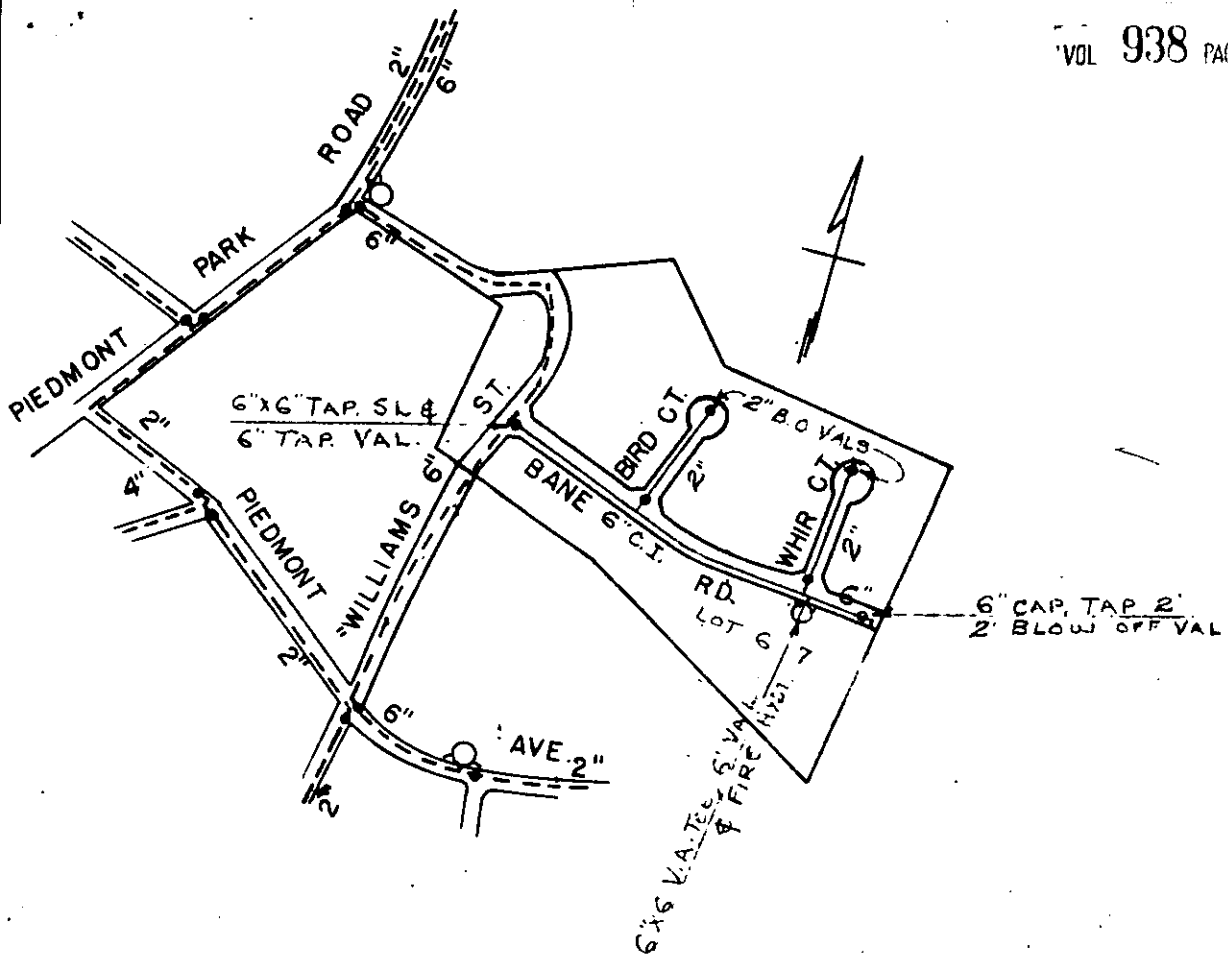 VOL 938 PA
2"
6"
ROAD
PARK
PIEDMONT
6"
6"X6" TAP. SL &
6" TAP. VAL.
ST.
BIRD CT.
2" B.O VALS
2"
BANE 6" C.I. RD.
WHIR CT.
2"
6"
6" CAP, TAP 2"
2" BLOW OFF VAL
LOT 6 7
2"
4"
PIEDMONT
"WILLIAMS
6"
2"
6"
AVE. 2"
2"
6"X6 V.A. TEE 6" VAL
& FIRE HYDT.